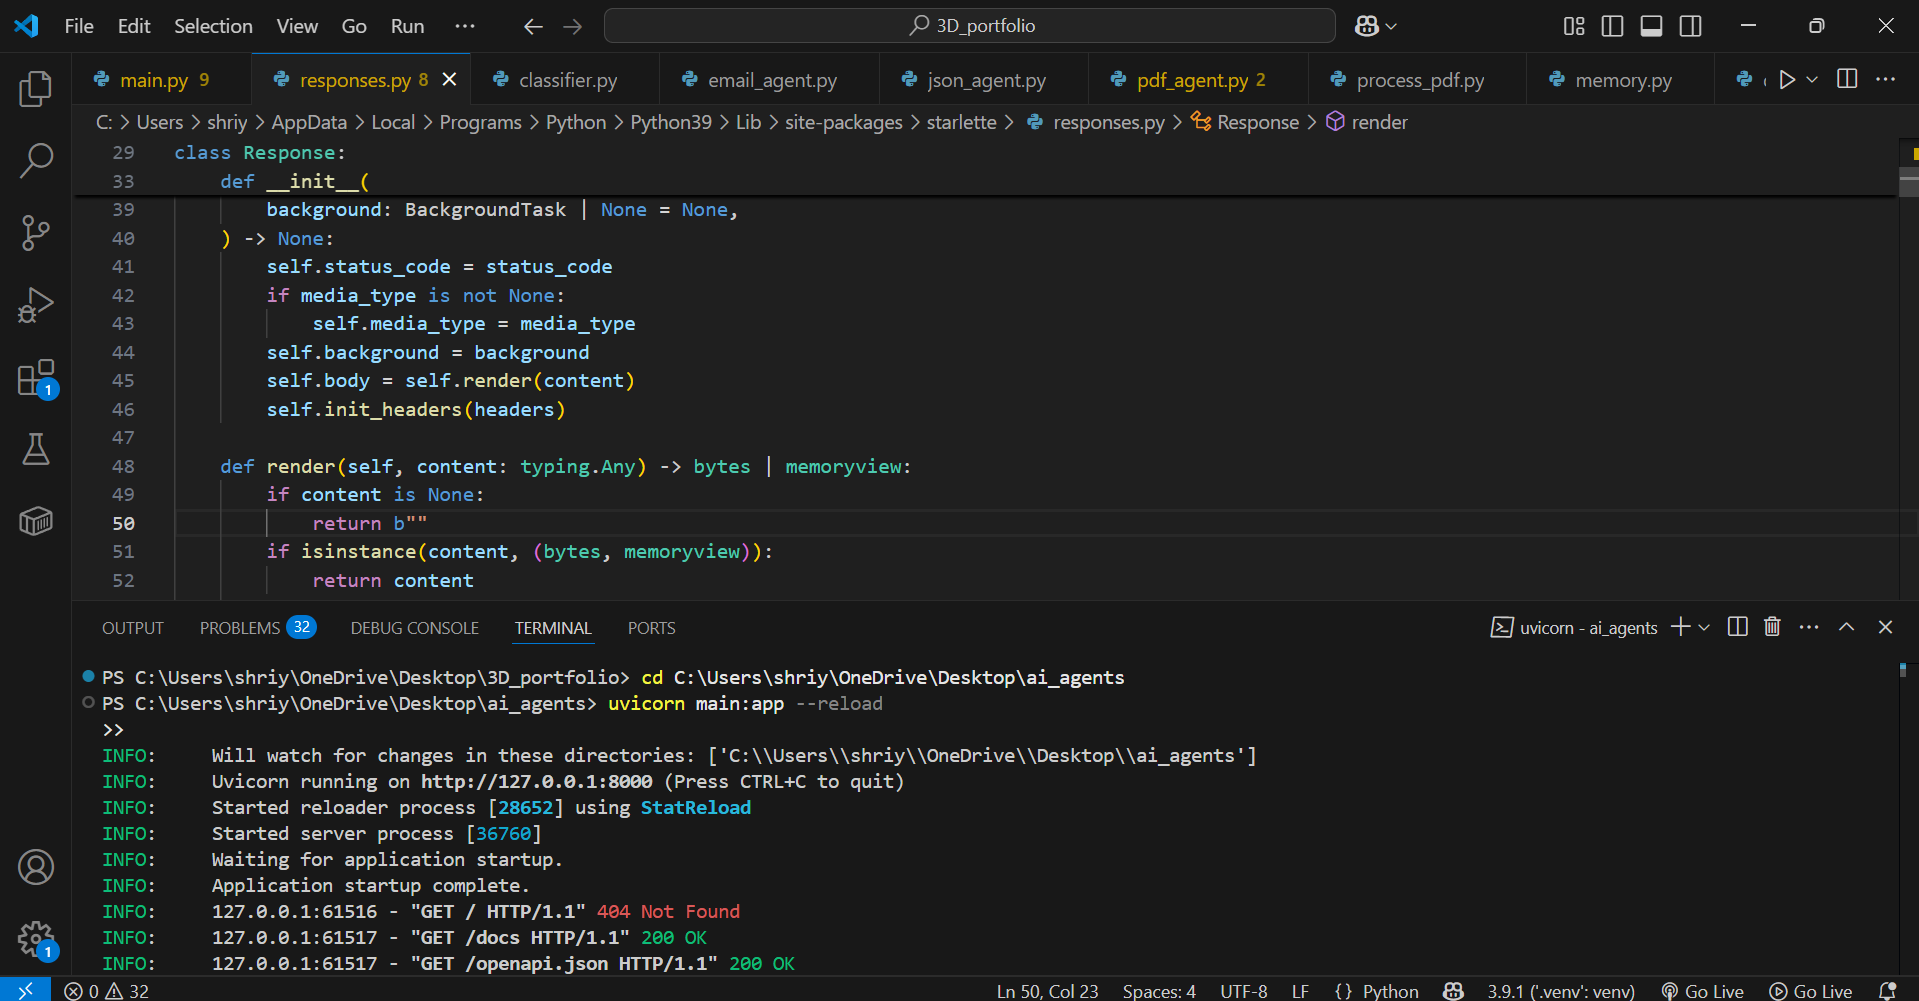 File Edit Selection View Go Run ··· 3D_portfolio
main.py 9 responses.py 8 classifier.py email_agent.py json_agent.py pdf_agent.py 2 process_pdf.py memory.py
C: > Users > shriy > AppData > Local > Programs > Python > Python39 > Lib > site-packages > starlette > responses.py > Response > render
29 class Response:
33 def __init__(
39 background: BackgroundTask | None = None,
40 ) -> None:
41 self.status_code = status_code
42 if media_type is not None:
43 self.media_type = media_type
44 self.background = background
45 self.body = self.render(content)
46 self.init_headers(headers)
47
48 def render(self, content: typing.Any) -> bytes | memoryview:
49 if content is None:
50 return b""
51 if isinstance(content, (bytes, memoryview)):
52 return content
OUTPUT PROBLEMS 32 DEBUG CONSOLE TERMINAL PORTS uvicorn - ai_agents
PS C:\Users\shriy\OneDrive\Desktop\3D_portfolio> cd C:\Users\shriy\OneDrive\Desktop\ai_agents
PS C:\Users\shriy\OneDrive\Desktop\ai_agents> uvicorn main:app --reload
>>
INFO: Will watch for changes in these directories: ['C:\\Users\\shriy\\OneDrive\\Desktop\\ai_agents']
INFO: Uvicorn running on http://127.0.0.1:8000 (Press CTRL+C to quit)
INFO: Started reloader process [28652] using StatReload
INFO: Started server process [36760]
INFO: Waiting for application startup.
INFO: Application startup complete.
INFO: 127.0.0.1:61516 - "GET / HTTP/1.1" 404 Not Found
INFO: 127.0.0.1:61517 - "GET /docs HTTP/1.1" 200 OK
INFO: 127.0.0.1:61517 - "GET /openapi.json HTTP/1.1" 200 OK
1
1
0 32 Ln 50, Col 23 Spaces: 4 UTF-8 LF {} Python 3.9.1 ('.venv': venv) Go Live Go Live